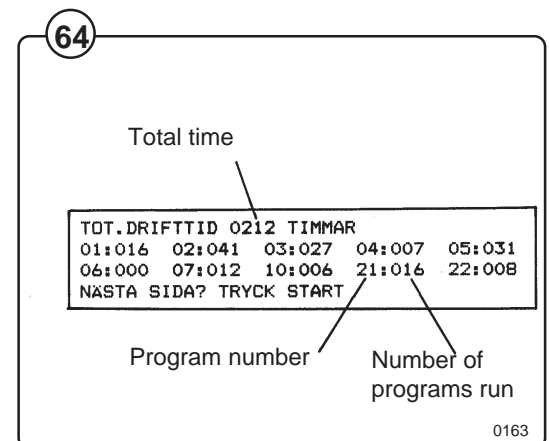 64
Total time
TOT.DRIFTTID 0212 TIMMAR
01:016 02:041 03:027 04:007 05:031
06:000 07:012 10:006 21:016 22:008
NÄSTA SIDA? TRYCK START
Program number
Number of
programs run
0163